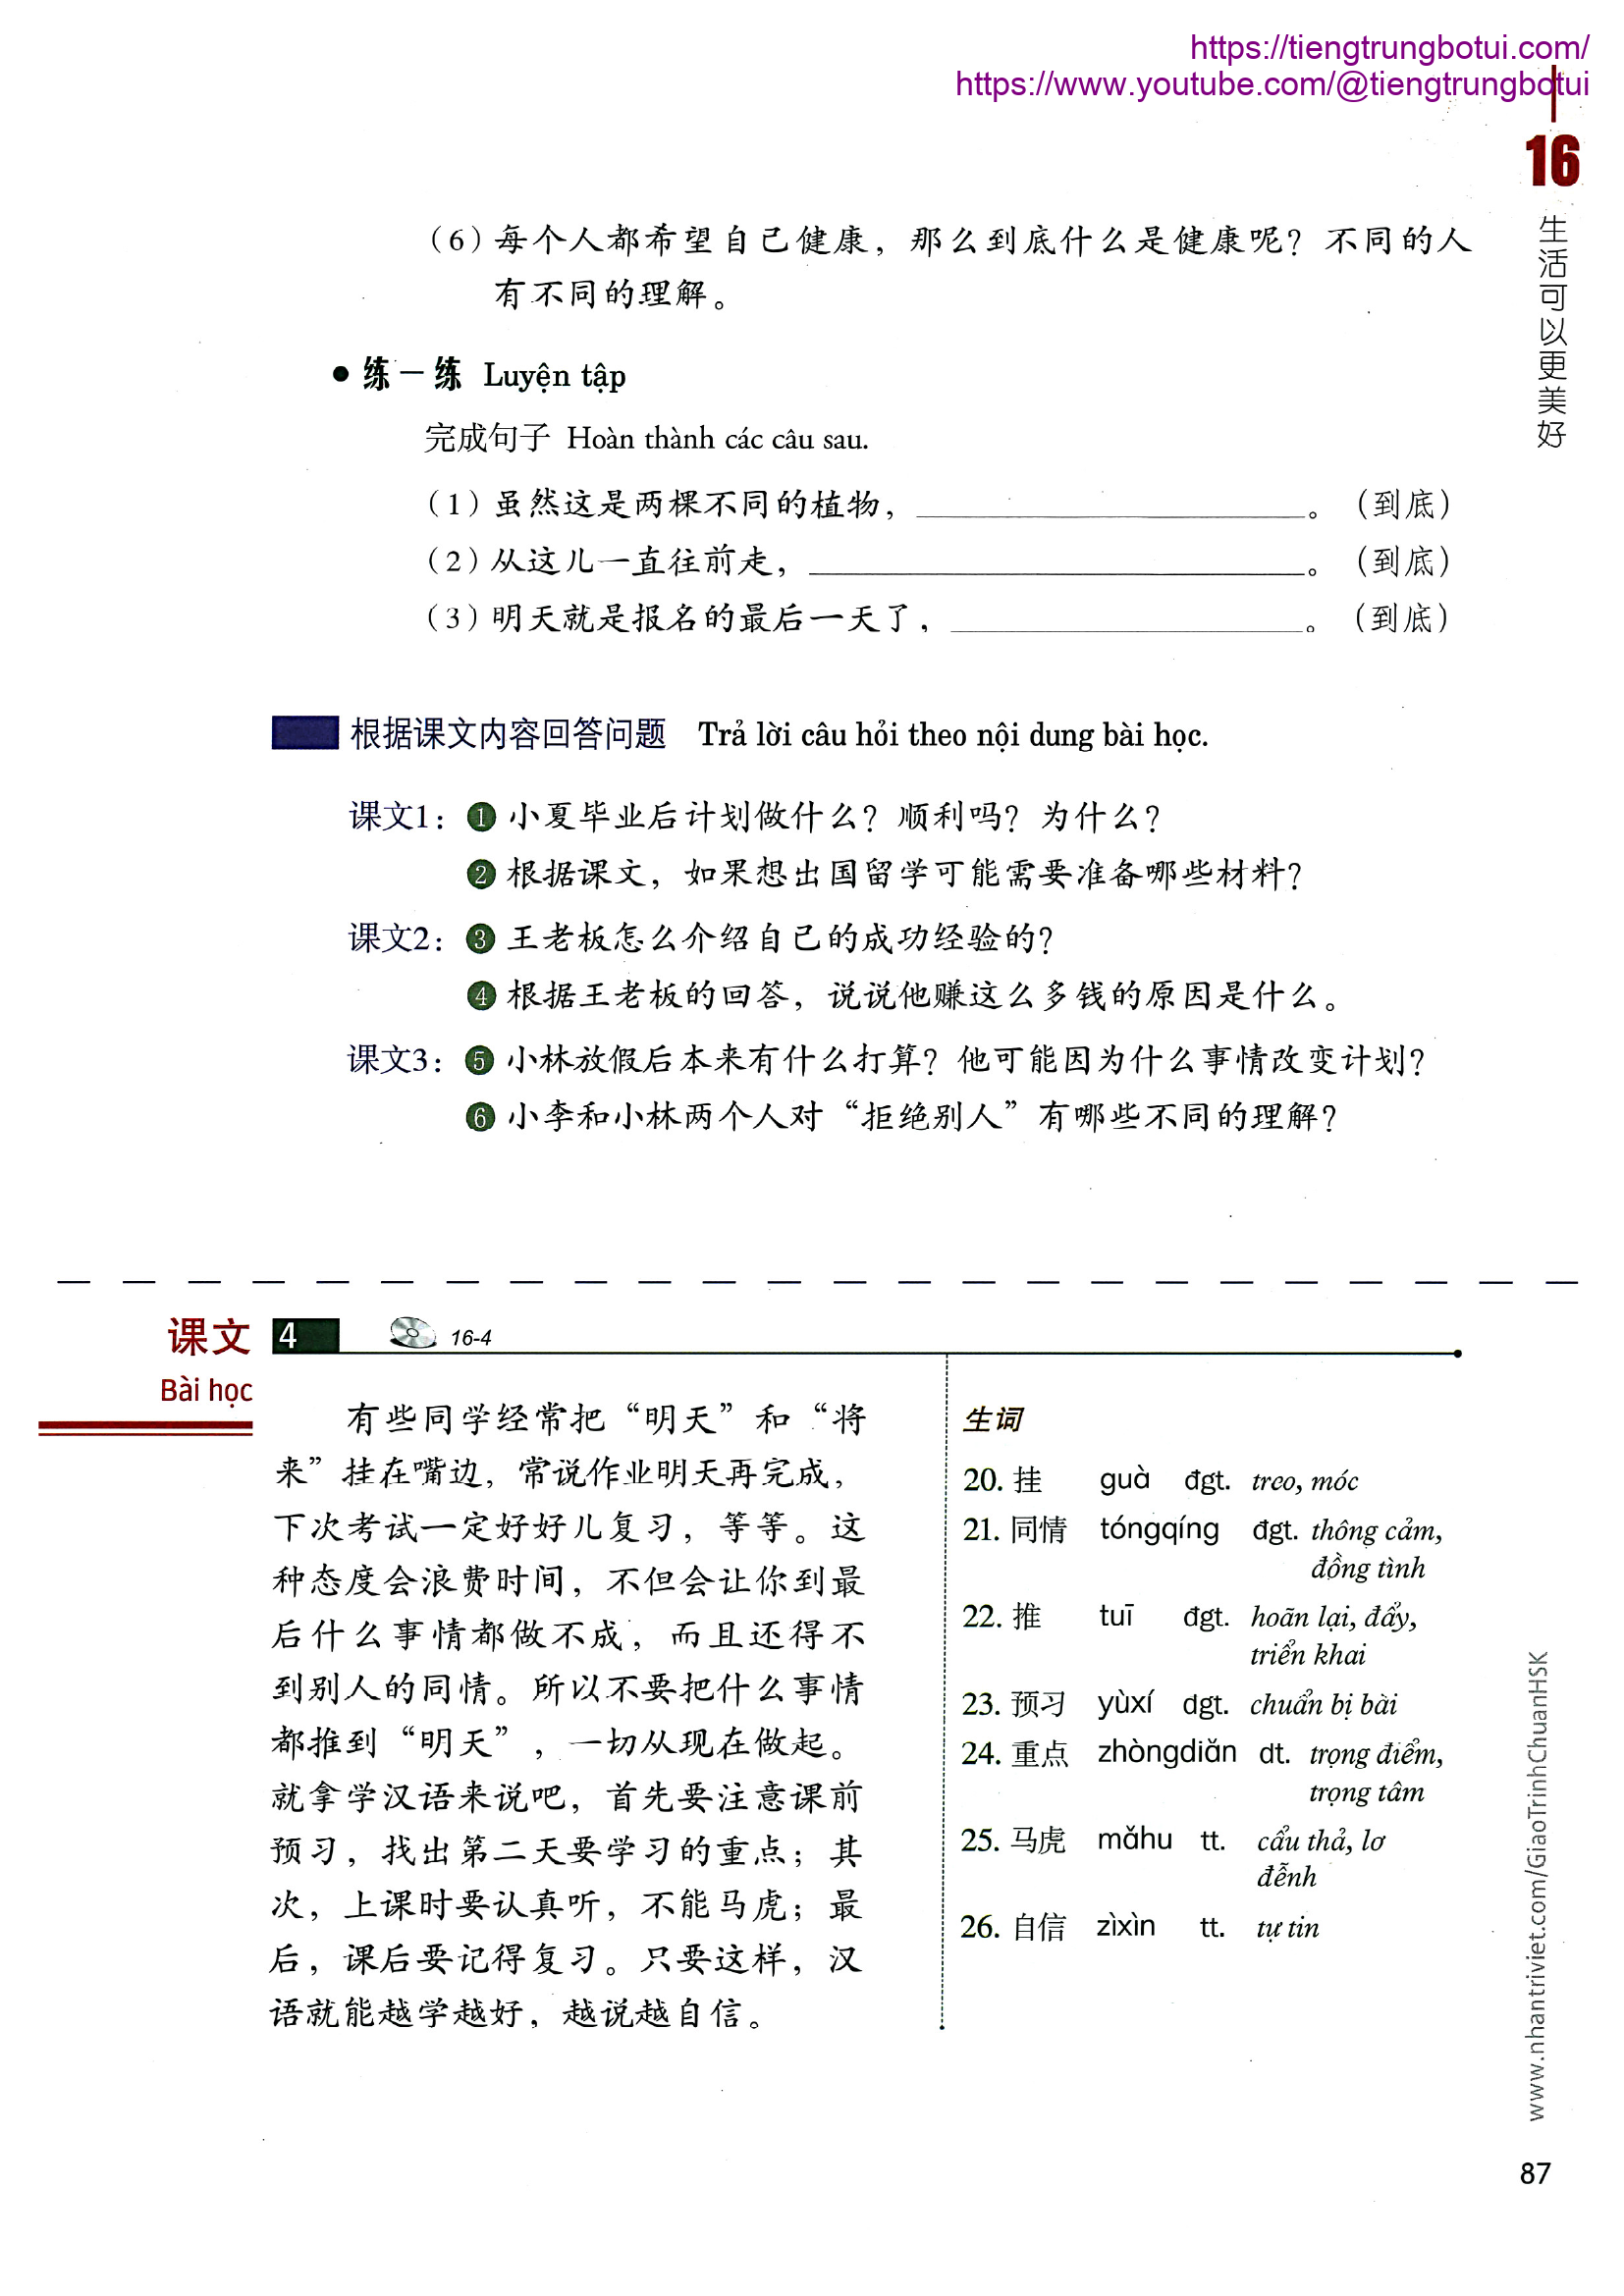 https://tiengtrungbotui.com/
https://www.youtube.com/@tiengtrungbotui
16
生活可以更美好
（6）每个人都希望自己健康，那么到底什么是健康呢？不同的人
有不同的理解。
● 练一练 Luyện tập
完成句子 Hoàn thành các câu sau.
（1）虽然这是两棵不同的植物，____________。（到底）
（2）从这儿一直往前走，____________。（到底）
（3）明天就是报名的最后一天了，____________。（到底）
根据课文内容回答问题 Trả lời câu hỏi theo nội dung bài học.
课文1：❶ 小夏毕业后计划做什么？顺利吗？为什么？
❷ 根据课文，如果想出国留学可能需要准备哪些材料？
课文2：❸ 王老板怎么介绍自己的成功经验的？
❹ 根据王老板的回答，说说他赚这么多钱的原因是什么。
课文3：❺ 小林放假后本来有什么打算？他可能因为什么事情改变计划？
❻ 小李和小林两个人对“拒绝别人”有哪些不同的理解？
课文 4 16-4
Bài học
有些同学经常把“明天”和“将
来”挂在嘴边，常说作业明天再完成，
下次考试一定好好儿复习，等等。这
种态度会浪费时间，不但会让你到最
后什么事情都做不成，而且还得不
到别人的同情。所以不要把什么事情
都推到“明天”，一切从现在做起。
就拿学汉语来说吧，首先要注意课前
预习，找出第二天要学习的重点；其
次，上课时要认真听，不能马虎；最
后，课后要记得复习。只要这样，汉
语就能越学越好，越说越自信。
生词
20. 挂 guà đgt. treo, móc
21. 同情 tóngqíng đgt. thông cảm,
đồng tình
22. 推 tuī đgt. hoãn lại, đẩy,
triển khai
23. 预习 yùxí dgt. chuẩn bị bài
24. 重点 zhòngdiǎn dt. trọng điểm,
trọng tâm
25. 马虎 mǎhu tt. cẩu thả, lơ
đễnh
26. 自信 zìxìn tt. tự tin
www.nhantriviet.com/GiaoTrinhChuanHSK
87